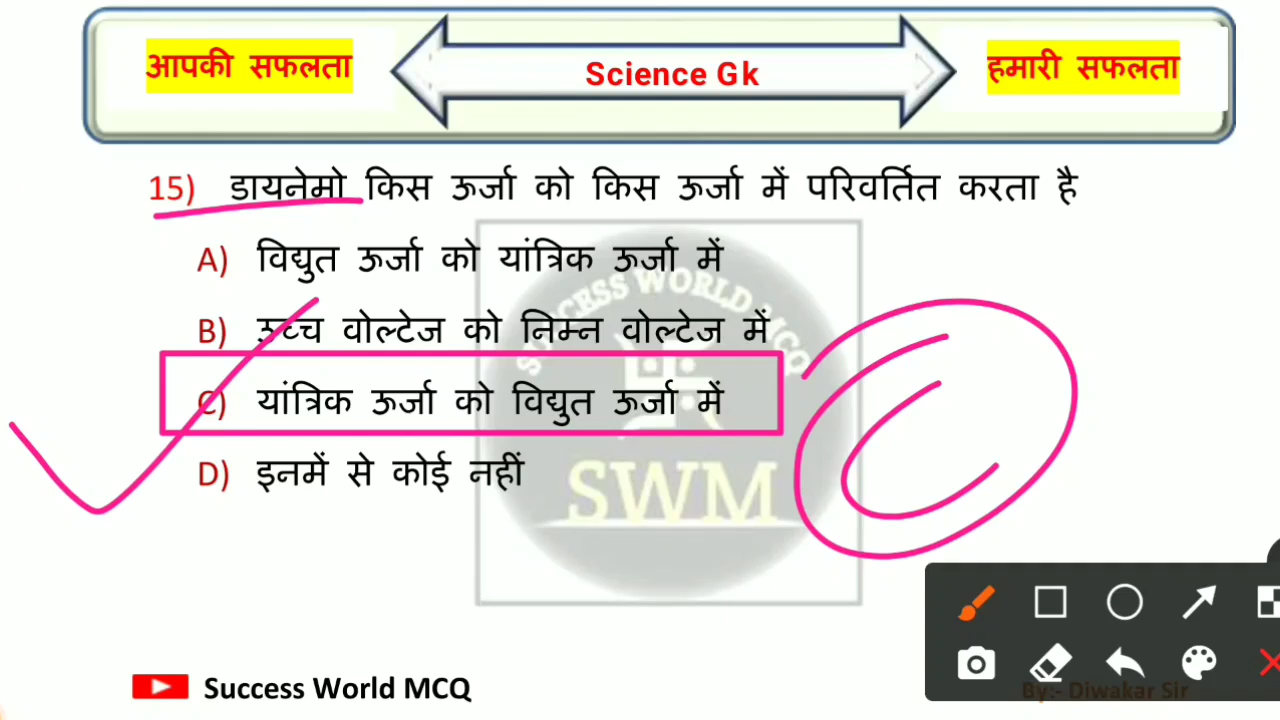 आपकी सफलता
Science Gk
हमारी सफलता
15) डायनेमो किस ऊर्जा को किस ऊर्जा में परिवर्तित करता है
A) विद्युत ऊर्जा को यांत्रिक ऊर्जा में
B) उच्च वोल्टेज को निम्न वोल्टेज में
C) यांत्रिक ऊर्जा को विद्युत ऊर्जा में
D) इनमें से कोई नहीं
SUCCESS WORLD MCQ
SWM
C
Success World MCQ
By:- Diwakar Sir